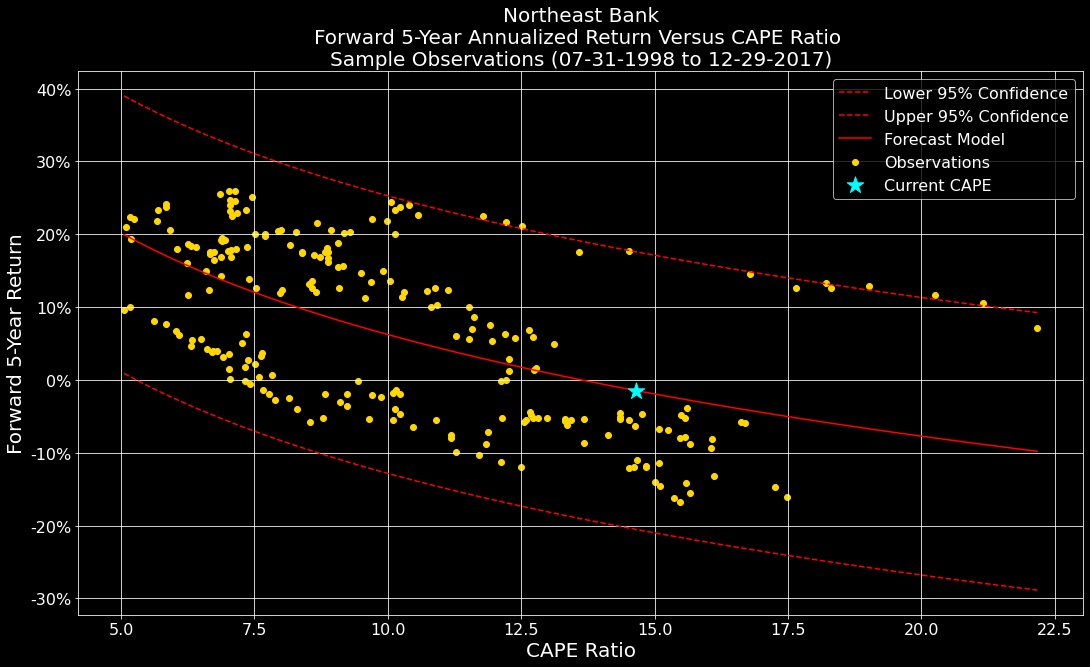 Northeast Bank
Forward 5-Year Annualized Return Versus CAPE Ratio
Sample Observations (07-31-1998 to 12-29-2017)
Lower 95% Confidence
Upper 95% Confidence
Forecast Model
Observations
Current CAPE
Forward 5-Year Return
40%
30%
20%
10%
0%
-10%
-20%
-30%
5.0 7.5 10.0 12.5 15.0 17.5 20.0 22.5
CAPE Ratio